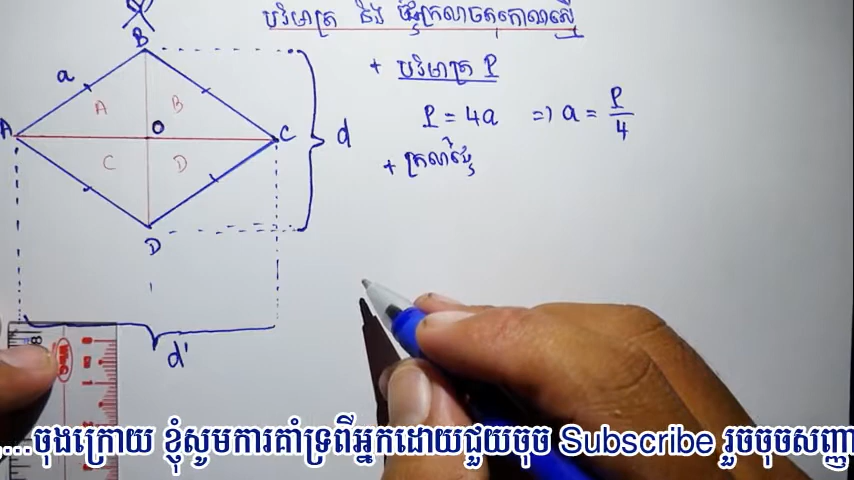 បរិមាត្រ និង ផ្ទៃក្រលាចតុកោណស្មើ
B
a
A B
A O C
C D
d
D
d'
+ បរិមាត្រ P
P = 4a => a = P/4
+ ក្រលាផ្ទៃ
...ចុងក្រោយ ខ្ញុំសូមការគាំទ្រពីអ្នកដោយជួយចុច Subscribe រួចចុចសញ្ញា